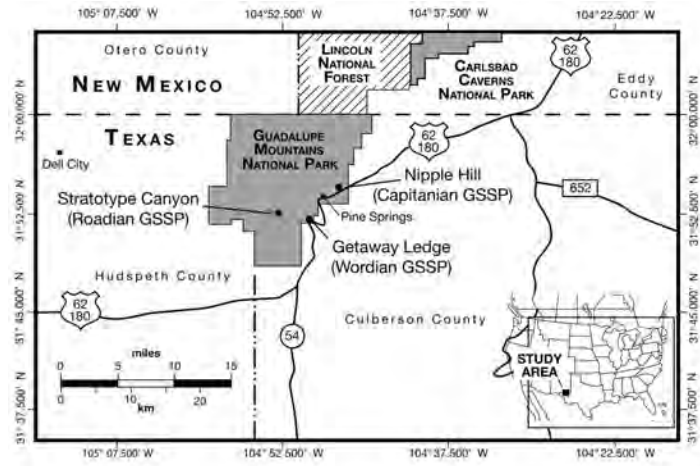 105° 07.500' W
104° 52.500' W
104° 37.500' W
104° 22.500' W
Otero County
LINCOLN
NATIONAL
FOREST
62
180
NEW MEXICO
CARLSBAD
CAVERNS
NATIONAL PARK
Eddy
County
32° 00.000' N
32° 00.000' N
TEXAS
Dell City
GUADALUPE
MOUNTAINS
NATIONAL PARK
62
180
Nipple Hill
(Capitanian GSSP)
652
Stratotype Canyon
(Roadian GSSP)
Pine Springs
31° 52.500' N
31° 52.500' N
Getaway Ledge
(Wordian GSSP)
Hudspeth County
62
180
Culberson County
31° 45.000' N
31° 45.000' N
54
0 5 10 15
miles
0 10 20
km
STUDY
AREA
31° 37.500' N
31° 37.500' N
105° 07.500' W
104° 52.500' W
104° 37.500' W
104° 22.500' W